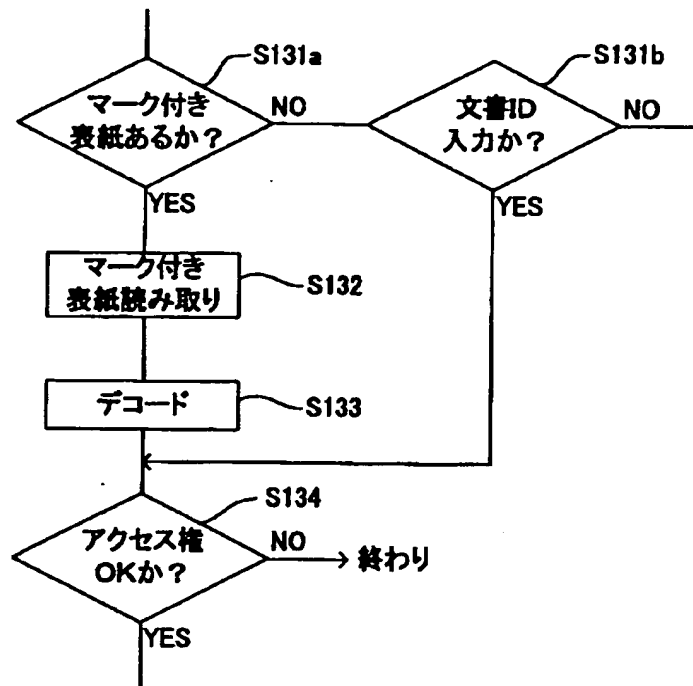 S131a
マーク付き
表紙あるか？
NO
YES
S131b
文書ID
入力か？
NO
YES
マーク付き
表紙読み取り
S132
デコード
S133
S134
アクセス権
OKか？
NO
終わり
YES